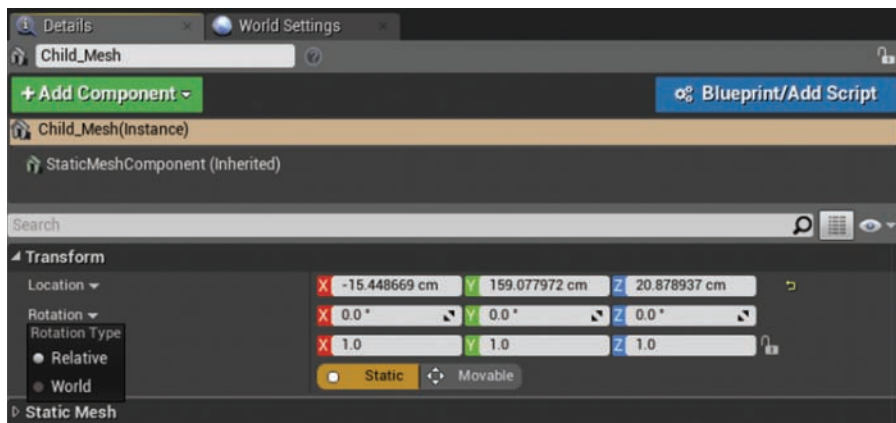 Details World Settings
Child_Mesh
+ Add Component Blueprint/Add Script
Child_Mesh(Instance)
StaticMeshComponent (Inherited)
Search
Transform
Location X -15.448669 cm Y 159.077972 cm Z 20.878937 cm
Rotation X 0.0 ° Y 0.0 ° Z 0.0 °
Rotation Type
X 1.0 Y 1.0 Z 1.0
Relative
Static Movable
World
Static Mesh